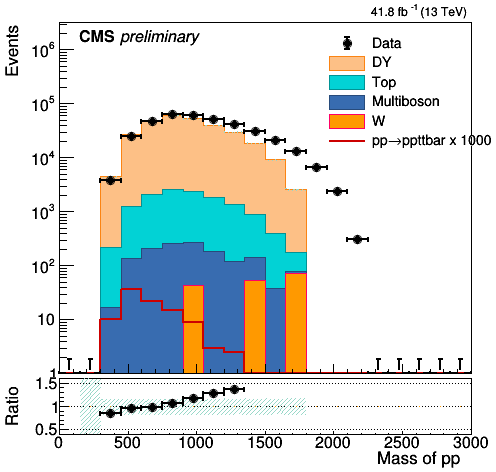 41.8 fb⁻¹ (13 TeV)
CMS preliminary
Events
Data
DY
Top
Multiboson
W
pp→ppttbar x 1000
10⁶
10⁵
10⁴
10³
10²
10
1
Ratio
1.5
1
0.5
0 500 1000 1500 2000 2500 3000
Mass of pp